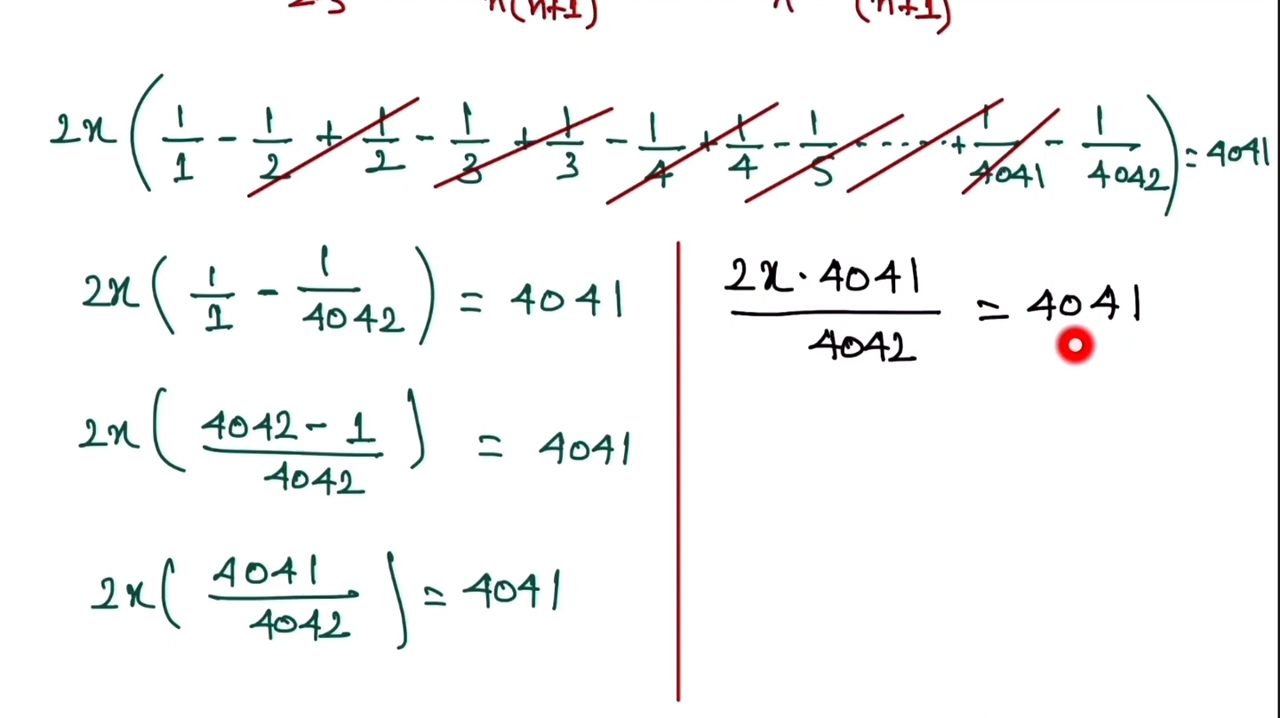 n(n+1) n (n+1)
2x ( 1/1 - 1/2 + 1/2 - 1/3 + 1/3 - 1/4 + 1/4 - 1/5 ..... + 1/4041 - 1/4042 ) = 4041
2x ( 1/1 - 1/4042 ) = 4041
2x ( 4042 - 1 / 4042 ) = 4041
2x ( 4041 / 4042 ) = 4041
2x · 4041 / 4042 = 4041